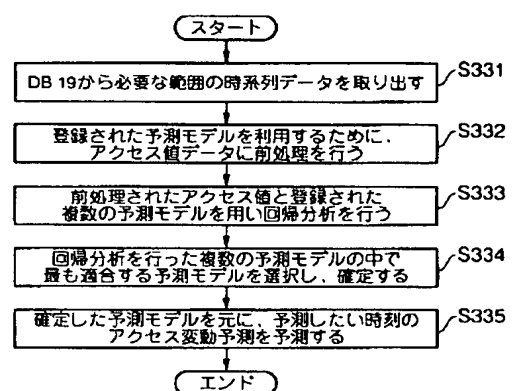 スタート
DB 19から必要な範囲の時系列データを取り出す
S331
登録された予測モデルを利用するために、
アクセス値データに前処理を行う
S332
前処理されたアクセス値と登録された
複数の予測モデルを用い回帰分析を行う
S333
回帰分析を行った複数の予測モデルの中で
最も適合する予測モデルを選択し、確定する
S334
確定した予測モデルを元に、予測したい時刻の
アクセス変動予測を予測する
S335
エンド